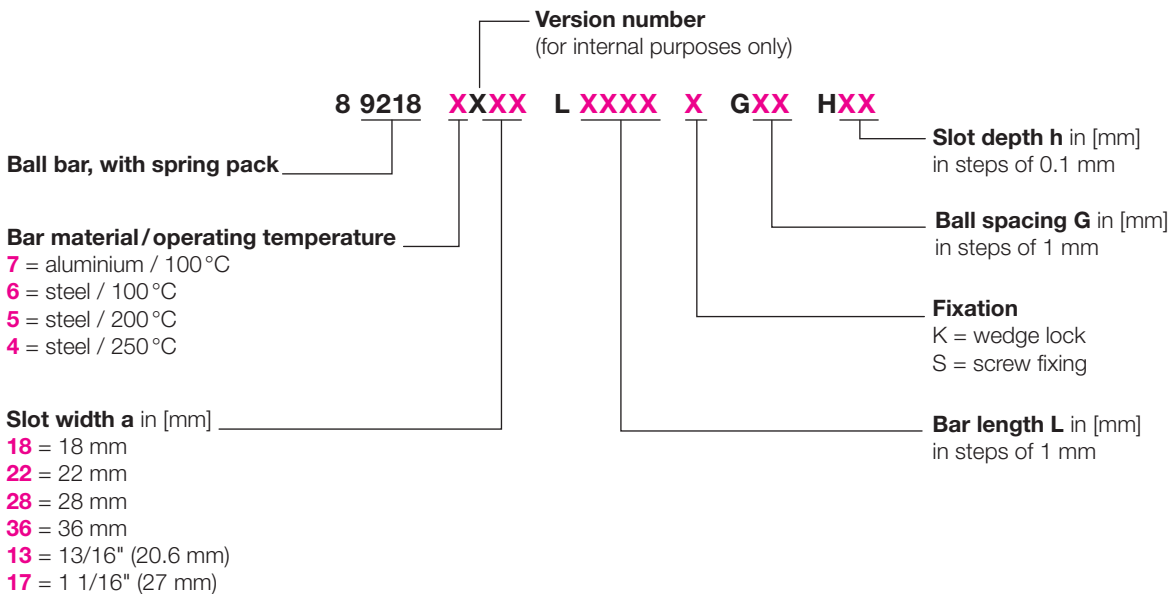 Version number
(for internal purposes only)
8 9218 XXXX L XXXX X GXX HXX
Ball bar, with spring pack
Bar material / operating temperature
7 = aluminium / 100 °C
6 = steel / 100 °C
5 = steel / 200 °C
4 = steel / 250 °C
Slot width a in [mm]
18 = 18 mm
22 = 22 mm
28 = 28 mm
36 = 36 mm
13 = 13/16" (20.6 mm)
17 = 1 1/16" (27 mm)
Slot depth h in [mm]
in steps of 0.1 mm
Ball spacing G in [mm]
in steps of 1 mm
Fixation
K = wedge lock
S = screw fixing
Bar length L in [mm]
in steps of 1 mm